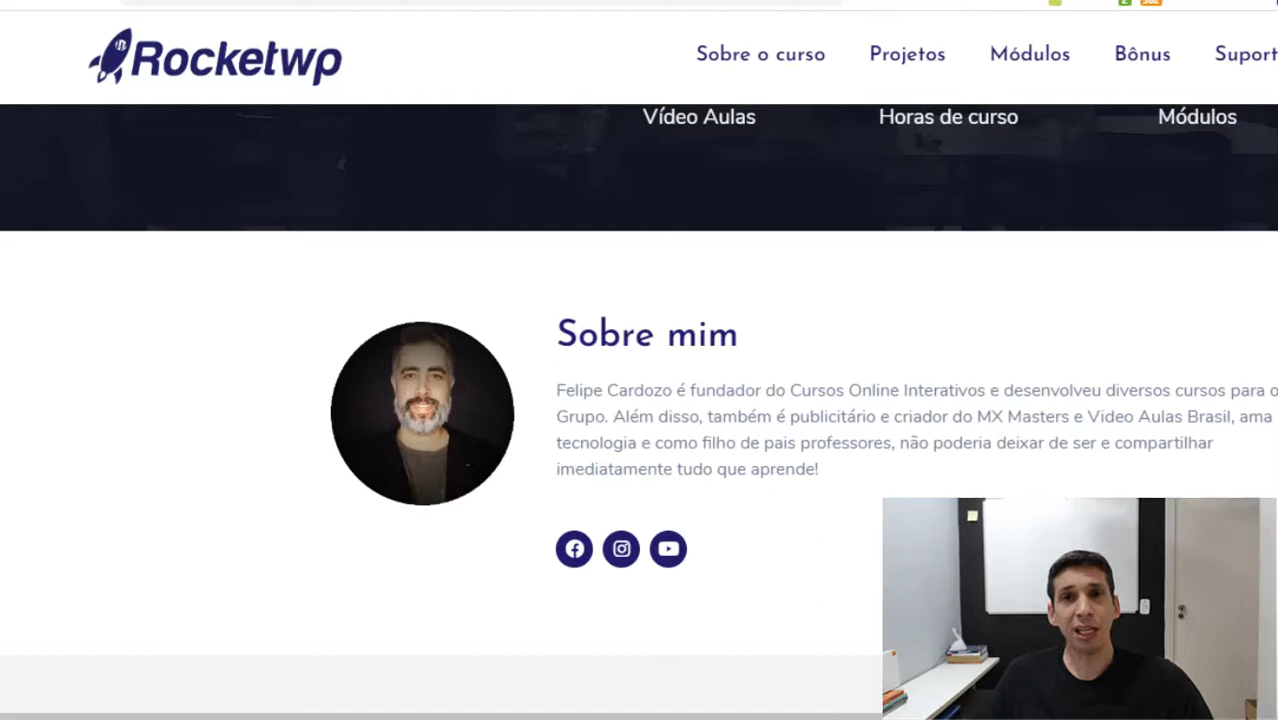 Rocketwp
Sobre o curso
Projetos
Módulos
Bônus
Suport
Vídeo Aulas
Horas de curso
Módulos
Sobre mim
Felipe Cardozo é fundador do Cursos Online Interativos e desenvolveu diversos cursos para o
Grupo. Além disso, também é publicitário e criador do MX Masters e Video Aulas Brasil, ama
tecnologia e como filho de pais professores, não poderia deixar de ser e compartilhar
imediatamente tudo que aprende!